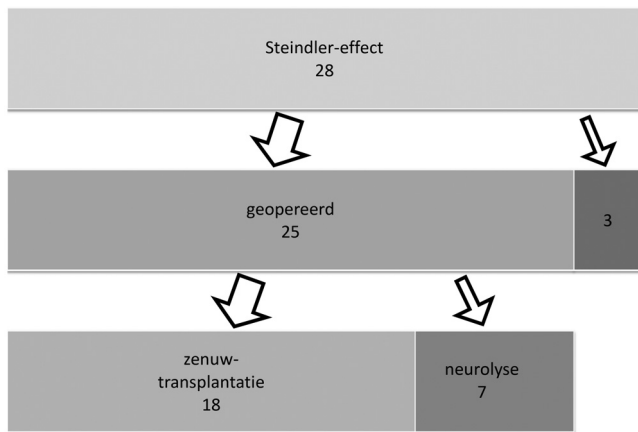 Steindler-effect
28
geopereerd
25
3
zenuw-
transplantatie
18
neurolyse
7